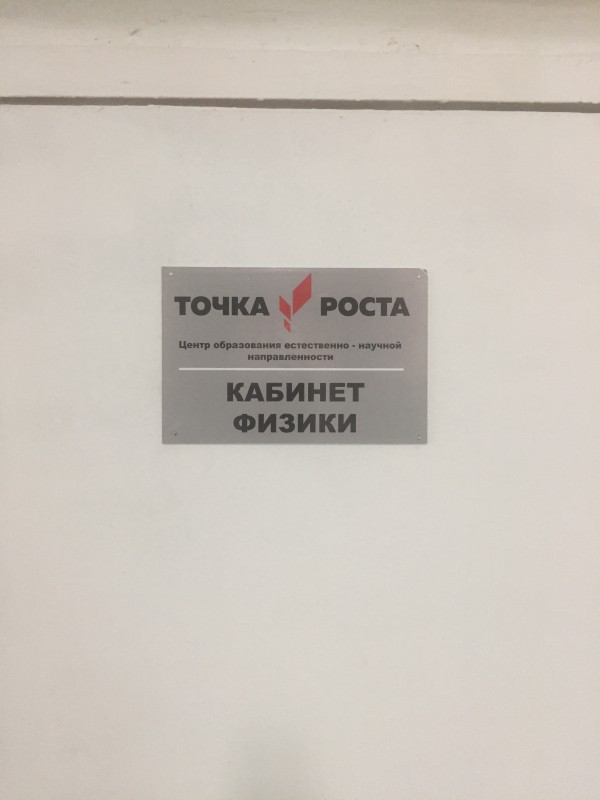 ТОЧКА РОСТА
Центр образования естественно - научной
направленности
КАБИНЕТ
ФИЗИКИ